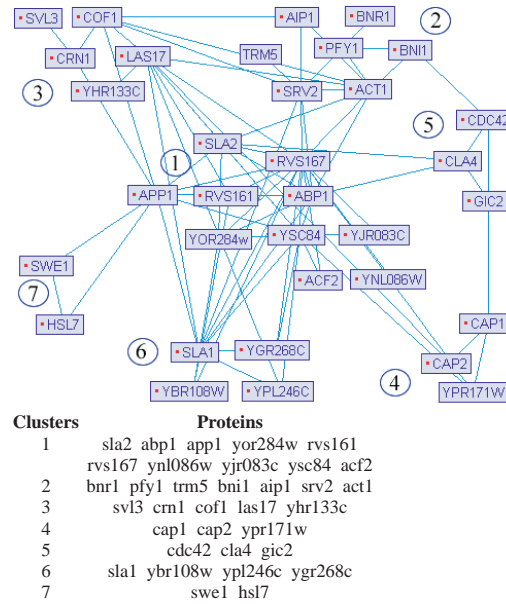 SVL3 COF1 AIP1 BNR1 2
CRN1 LAS17 TRM5 PFY1 BNI1
3 YHR133C SRV2 ACT1
5 CDC42
SLA2
1 RVS167 CLA4
APP1 RVS161 ABP1 GIC2
YOR284w YSC84 YJR083C
SWE1 ACF2 YNL086W
7
HSL7 CAP1
6 SLA1 YGR268C CAP2
YBR108W YPL246C 4 YPR171W
Clusters Proteins
1 sla2 abp1 app1 yor284w rvs161
rvs167 ynl086w yjr083c ysc84 acf2
2 bnr1 pfy1 trm5 bni1 aip1 srv2 act1
3 svl3 crn1 cof1 las17 yhr133c
4 cap1 cap2 ypr171w
5 cdc42 cla4 gic2
6 sla1 ybr108w ypl246c ygr268c
7 swe1 hsl7